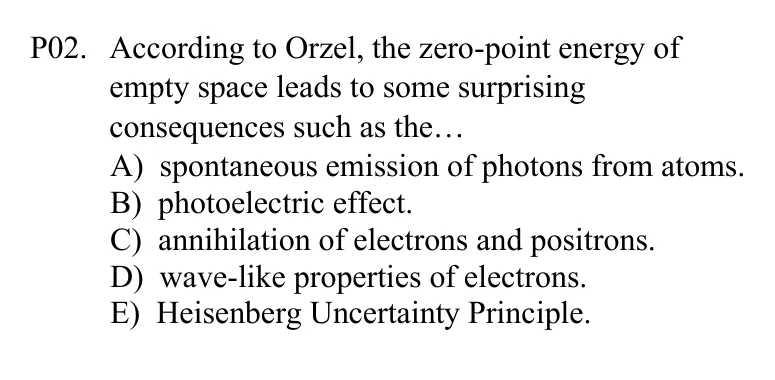 P02. According to Orzel, the zero-point energy of
empty space leads to some surprising
consequences such as the…
A) spontaneous emission of photons from atoms.
B) photoelectric effect.
C) annihilation of electrons and positrons.
D) wave-like properties of electrons.
E) Heisenberg Uncertainty Principle.